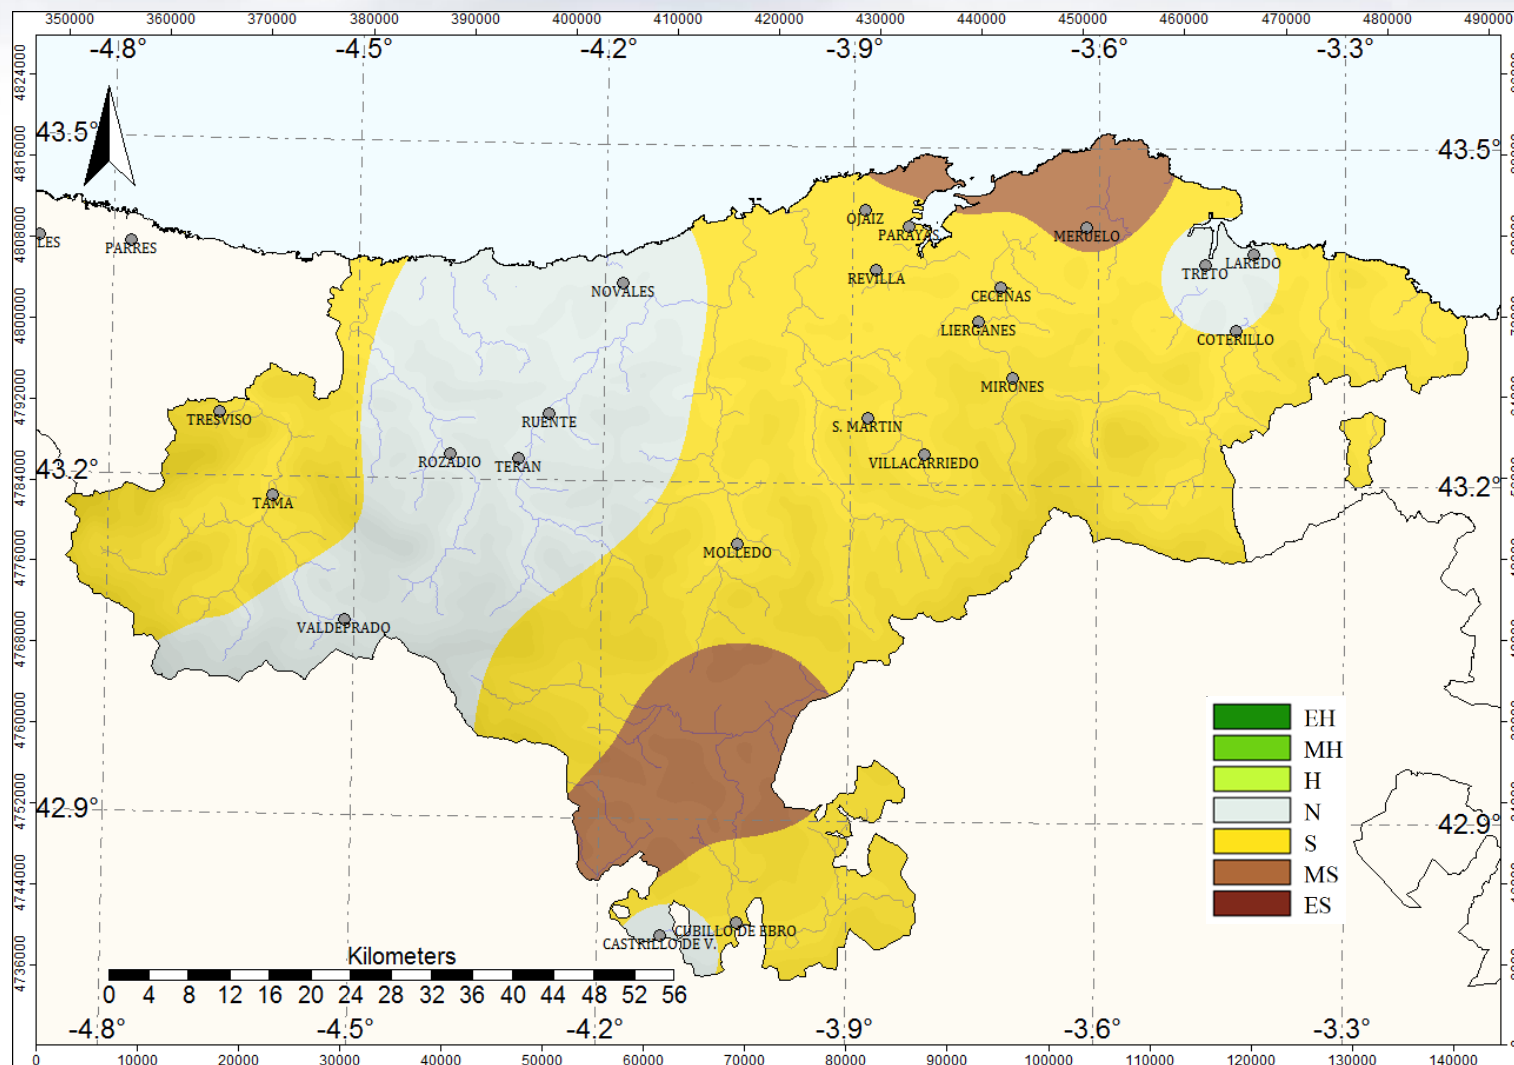 350000 360000 370000 380000 390000 400000 410000 420000 430000 440000 450000 460000 470000 480000 490000
-4.8° -4.5° -4.2° -3.9° -3.6° -3.3°
4824000
43.5° 43.5°
4816000
OJAIZ
PARAYAS
MERUELO
4808000
LES
PARRES
LAREDO
TRETO
REVILLA
NOVALES
CECEÑAS
4800000
LIERGANES
COTERILLO
MIRONES
4792000
TRESVISO
RUENTE
S. MARTIN
ROZADIO
TERAN
VILLACARRIEDO
43.2° 43.2°
4784000
TAMA
MOLLEDO
4776000
VALDEPRADO
4768000
4760000
EH
MH
H
N
S
MS
ES
4752000
42.9° 42.9°
4744000
CUBILLO DE EBRO
CASTRILLO DE V.
4736000
Kilometers
0 4 8 12 16 20 24 28 32 36 40 44 48 52 56
-4.8° -4.5° -4.2° -3.9° -3.6° -3.3°
0 10000 20000 30000 40000 50000 60000 70000 80000 90000 100000 110000 120000 130000 140000